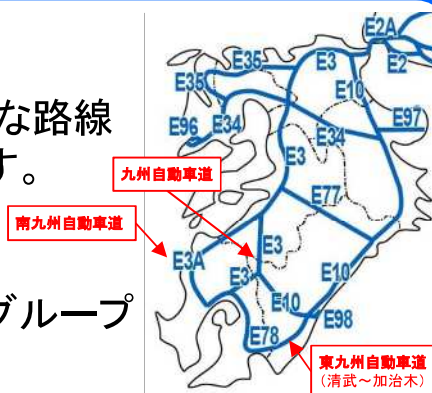 な路線
す。
グループ
九州自動車道
南九州自動車道
東九州自動車道
(清武～加治木)
E2A
E3
E2
E35
E10
E35
E97
E96
E34
E34
E3
E77
E3
E3A
E3
E10
E10
E98
E78